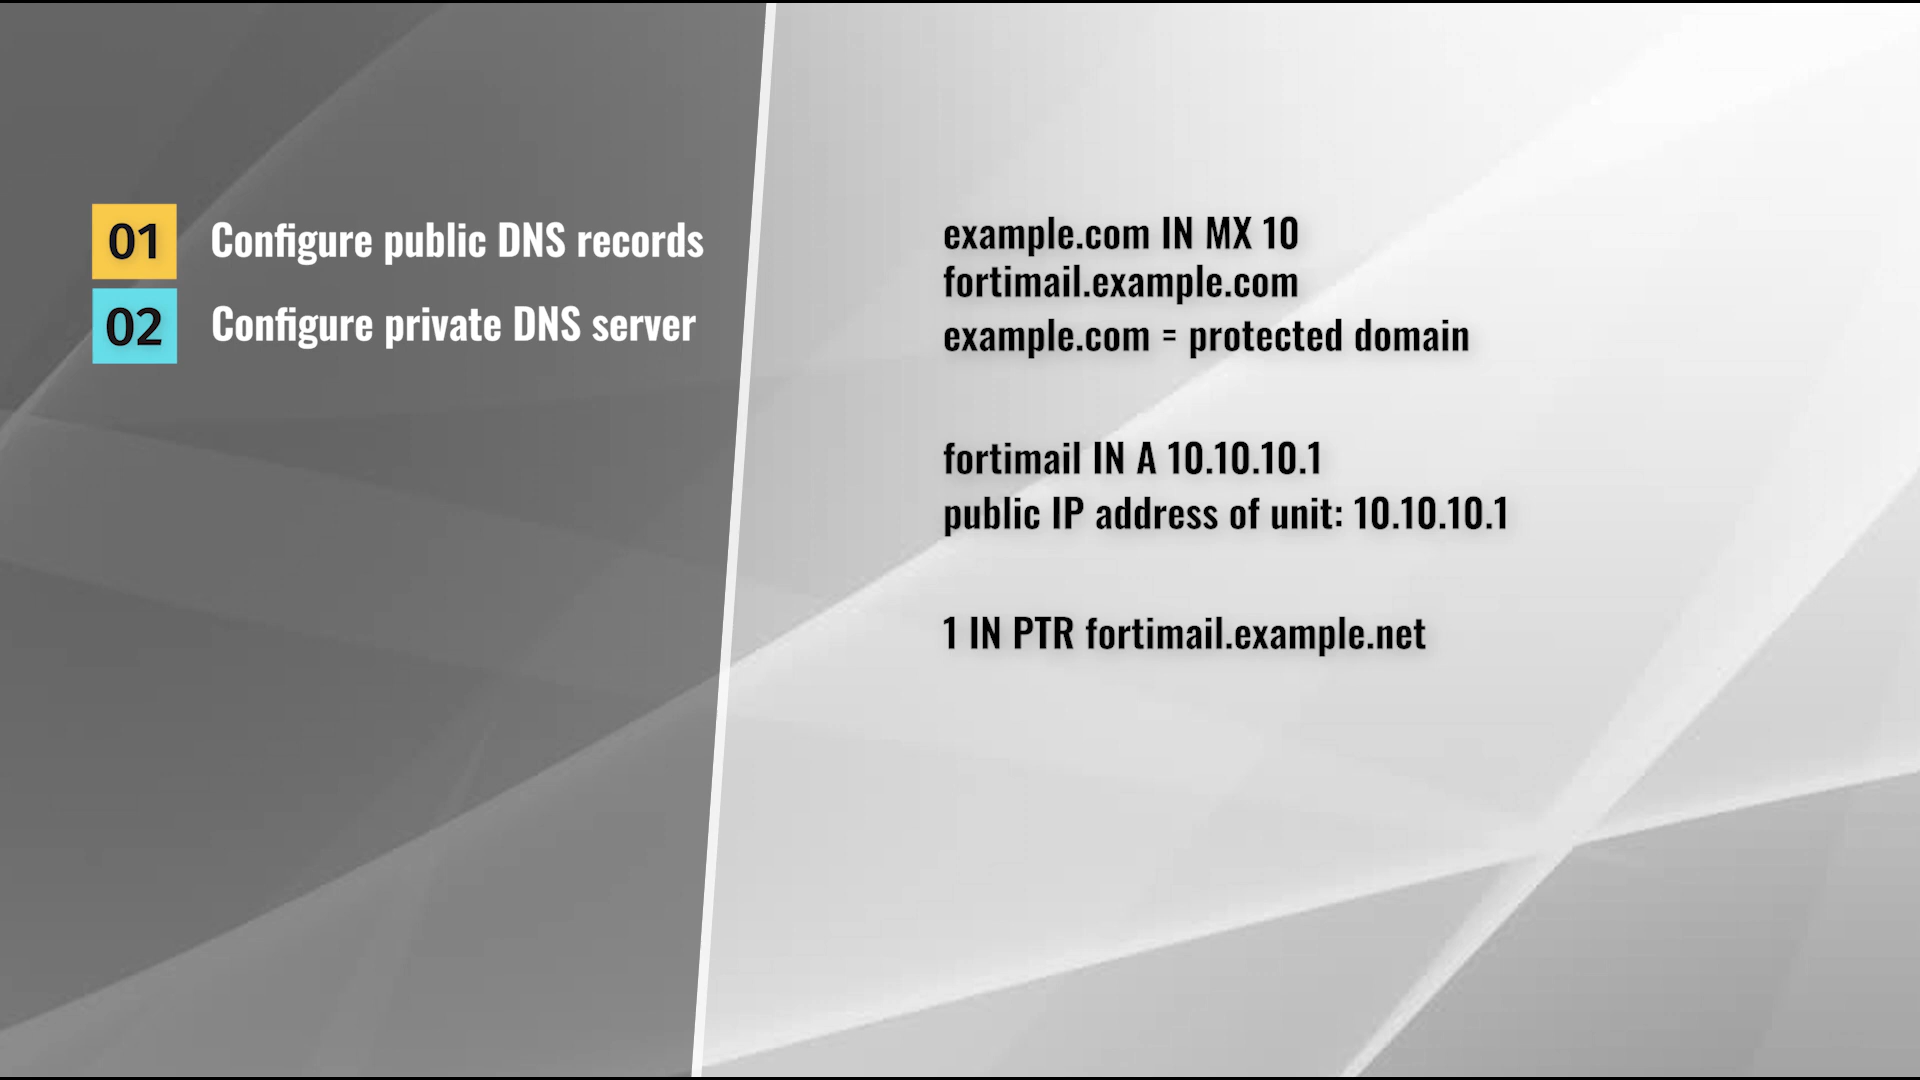 01 Configure public DNS records
02 Configure private DNS server
example.com IN MX 10
fortimail.example.com
example.com = protected domain
fortimail IN A 10.10.10.1
public IP address of unit: 10.10.10.1
1 IN PTR fortimail.example.net